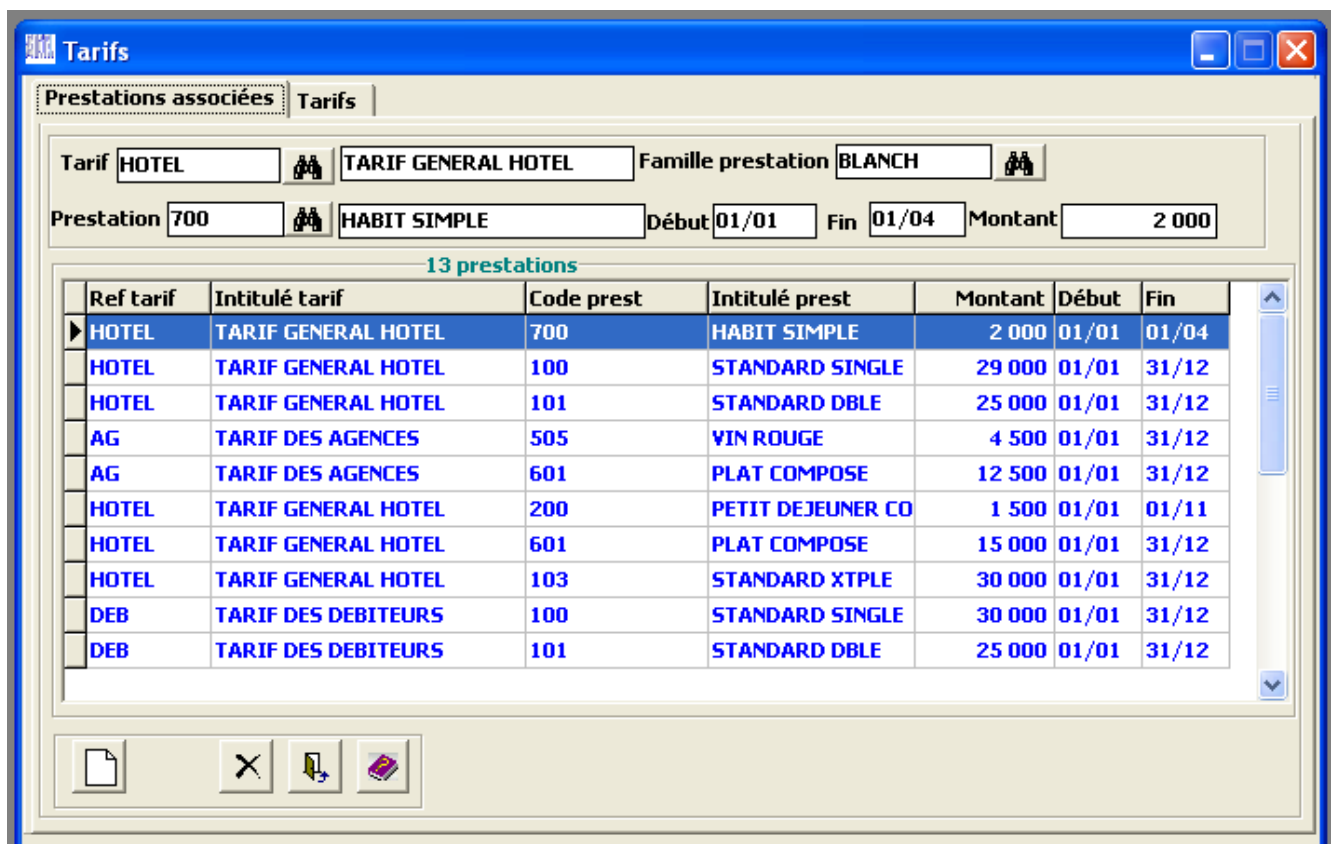 Tarifs
Prestations associées Tarifs
Tarif HOTEL TARIF GENERAL HOTEL Famille prestation BLANCH
Prestation 700 HABIT SIMPLE Début 01/01 Fin 01/04 Montant 2 000
13 prestations
Ref tarif Intitulé tarif Code prest Intitulé prest Montant Début Fin
HOTEL TARIF GENERAL HOTEL 700 HABIT SIMPLE 2 000 01/01 01/04
HOTEL TARIF GENERAL HOTEL 100 STANDARD SINGLE 29 000 01/01 31/12
HOTEL TARIF GENERAL HOTEL 101 STANDARD DBLE 25 000 01/01 31/12
AG TARIF DES AGENCES 505 VIN ROUGE 4 500 01/01 31/12
AG TARIF DES AGENCES 601 PLAT COMPOSE 12 500 01/01 31/12
HOTEL TARIF GENERAL HOTEL 200 PETIT DEJEUNER CO 1 500 01/01 01/11
HOTEL TARIF GENERAL HOTEL 601 PLAT COMPOSE 15 000 01/01 31/12
HOTEL TARIF GENERAL HOTEL 103 STANDARD XTPLE 30 000 01/01 31/12
DEB TARIF DES DEBITEURS 100 STANDARD SINGLE 30 000 01/01 31/12
DEB TARIF DES DEBITEURS 101 STANDARD DBLE 25 000 01/01 31/12